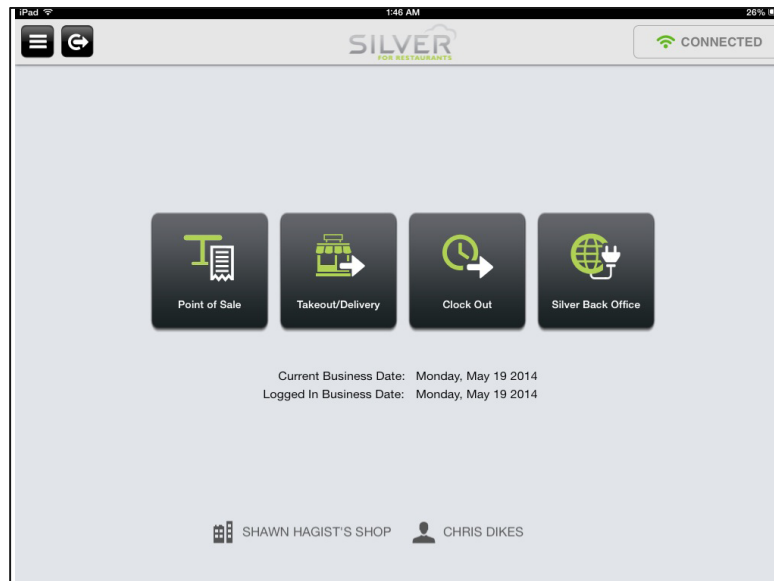 iPad 1:46 AM 26%
SILVER
FOR RESTAURANTS
CONNECTED
Point of Sale Takeout/Delivery Clock Out Silver Back Office
Current Business Date: Monday, May 19 2014
Logged In Business Date: Monday, May 19 2014
SHAWN HAGIST'S SHOP CHRIS DIKES